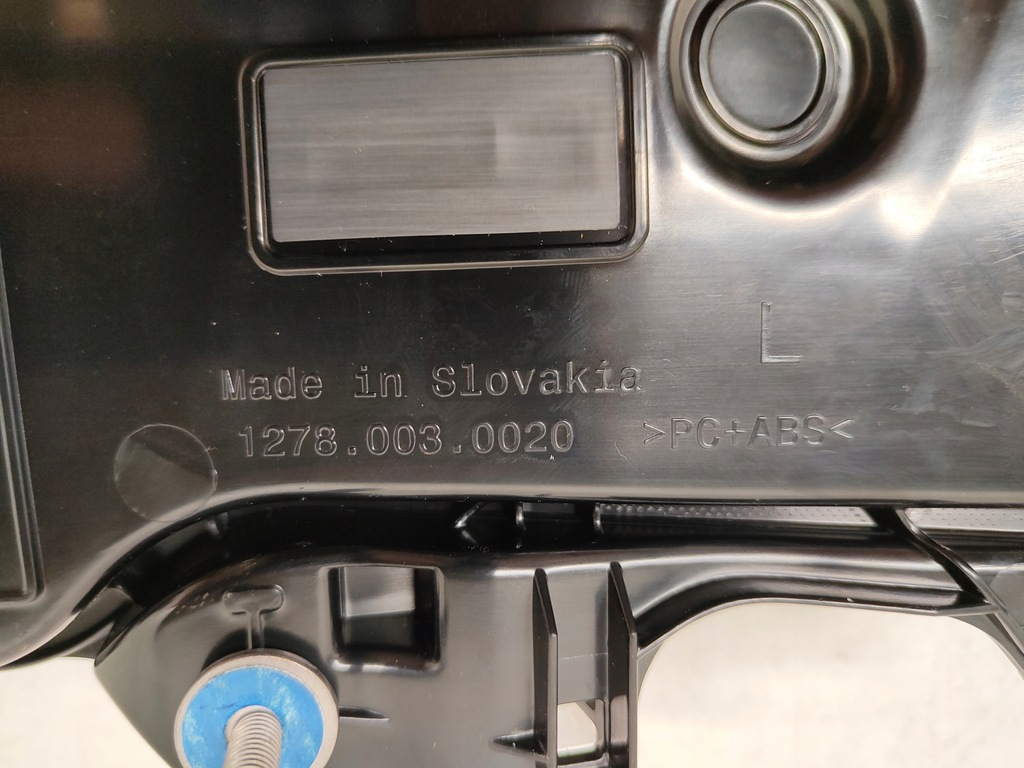 L
Made in Slovakia
1278.003.0020 >PC+ABS<